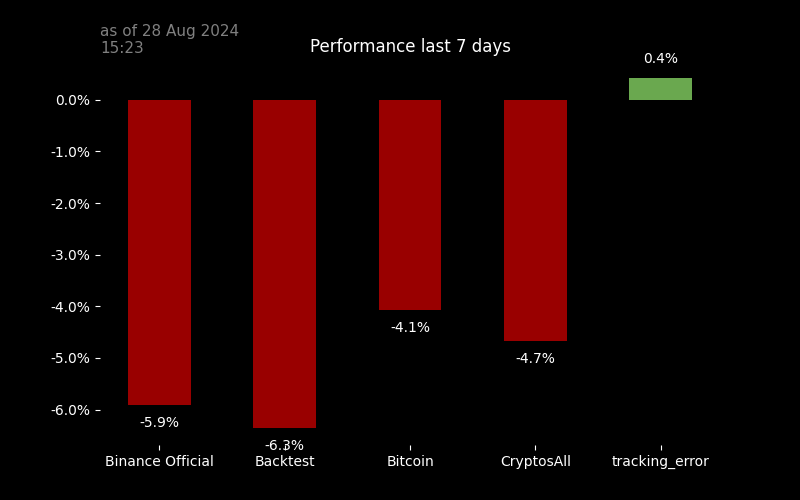 as of 28 Aug 2024
15:23
Performance last 7 days
0.4%
0.0%
-1.0%
-2.0%
-3.0%
-4.0%
-5.0%
-6.0%
-5.9%
-6.3%
-4.1%
-4.7%
Binance Official
Backtest
Bitcoin
CryptosAll
tracking_error